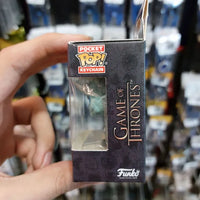 POCKET
POP!
KEYCHAIN
GAME OF
THRONES
Funko